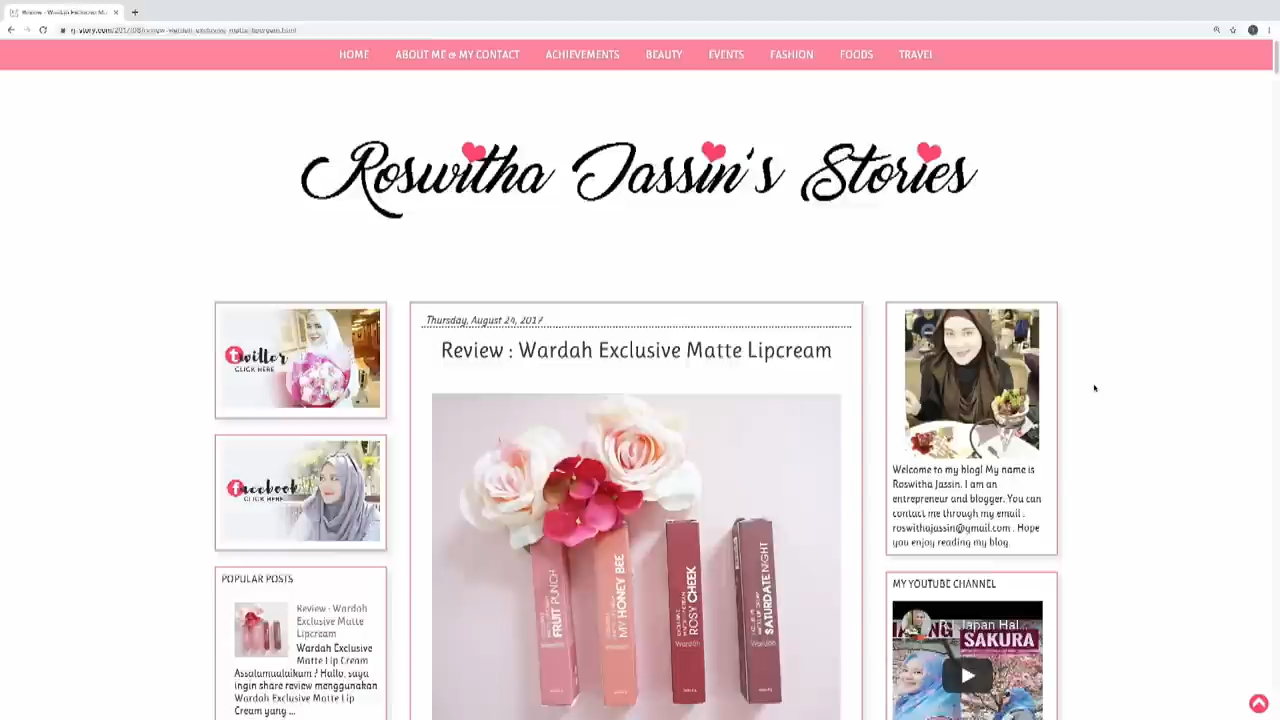 HOME ABOUT ME & MY CONTACT ACHIEVEMENTS BEAUTY EVENTS FASHION FOODS TRAVEL
Roswitha Jassin's Stories
twitter
CLICK HERE
facebook
CLICK HERE
POPULAR POSTS
Review : Wardah
Exclusive Matte
Lipcream
Wardah Exclusive
Matte Lip Cream
Assalamualaikum ? Hallo, saya
ingin share review menggunakan
Wardah Exclusive Matte Lip
Cream yang ...
Thursday, August 24, 2017
Review : Wardah Exclusive Matte Lipcream
FRUIT PUNCH
MY HONEY BEE
ROSY CHEEK
Wardah
SATURDATE NIGHT
Wardah
Welcome to my blog! My name is
Roswitha Jassin. I am an
entrepreneur and blogger. You can
contact me through my email :
roswithajassin@gmail.com . Hope
you enjoy reading my blog.
MY YOUTUBE CHANNEL
RJ Japan Hal...
SAKURA